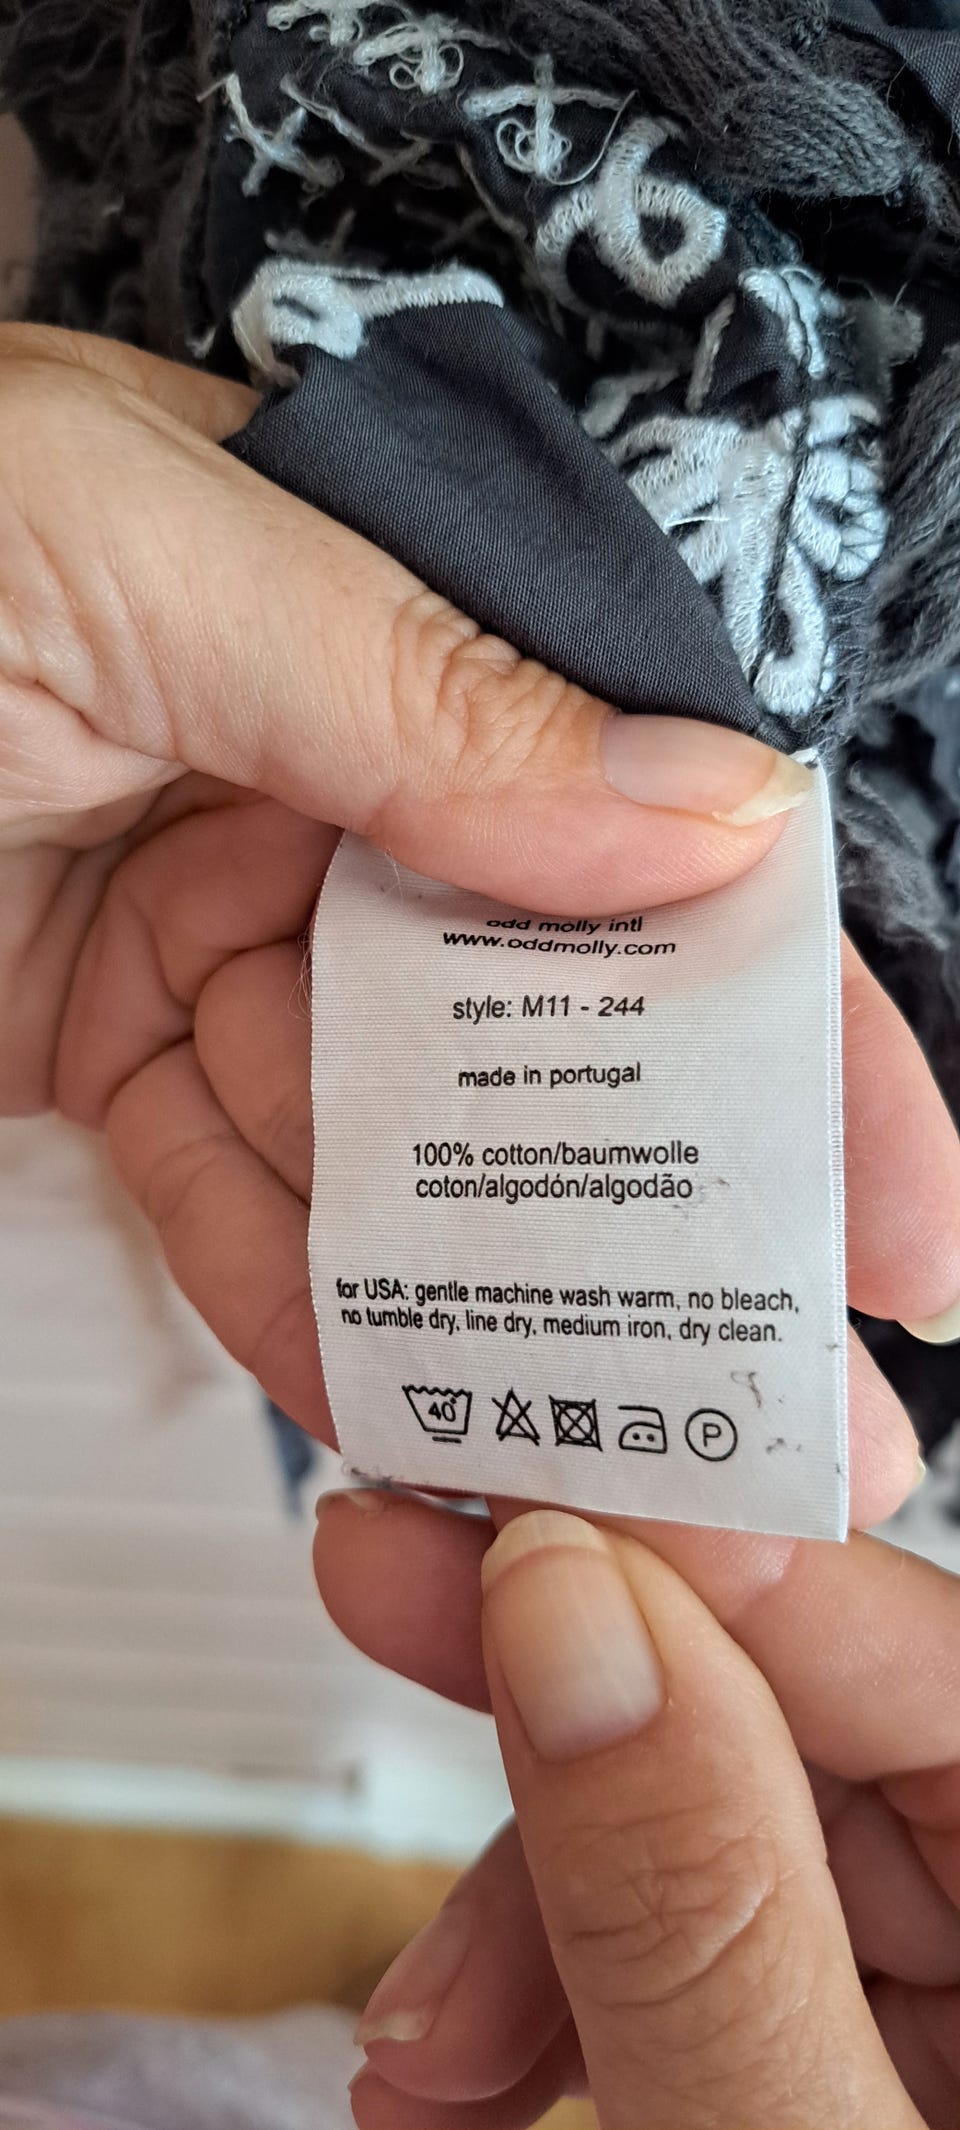 odd molly intl
www.oddmolly.com
style: M11 - 244
made in portugal
100% cotton/baumwolle
coton/algodón/algodão
for USA: gentle machine wash warm, no bleach,
no tumble dry, line dry, medium iron, dry clean.
40° P